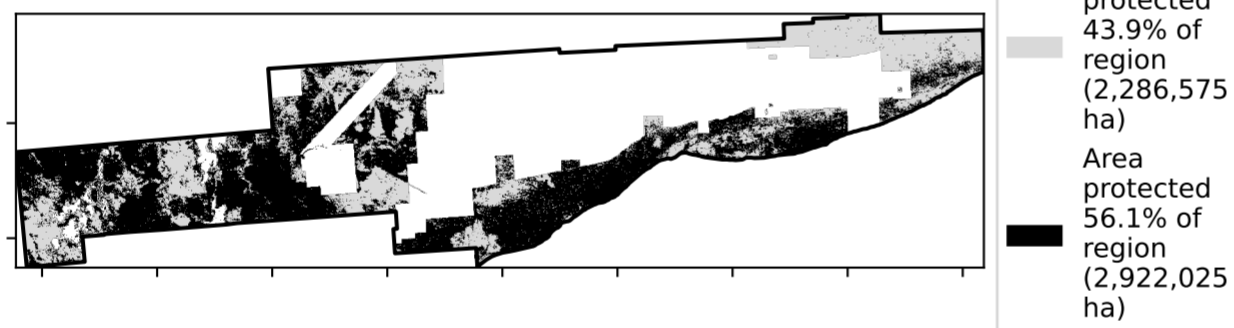 protected
43.9% of
region
(2,286,575
ha)
Area
protected
56.1% of
region
(2,922,025
ha)